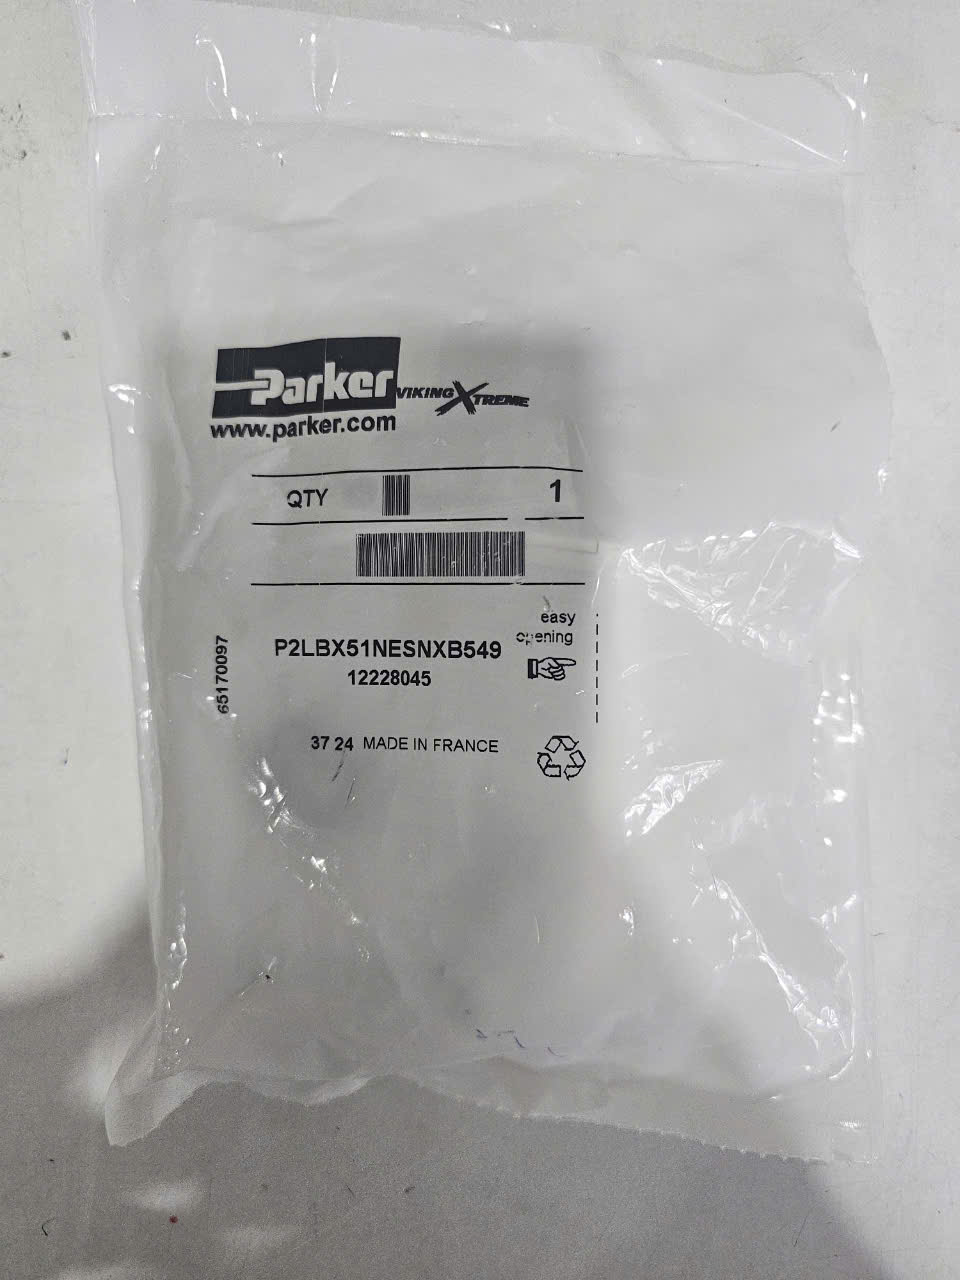 Parker VIKING XTREME
www.parker.com
QTY 1
easy
opening
P2LBX51NESNXB549
12228045
65170097
37 24 MADE IN FRANCE